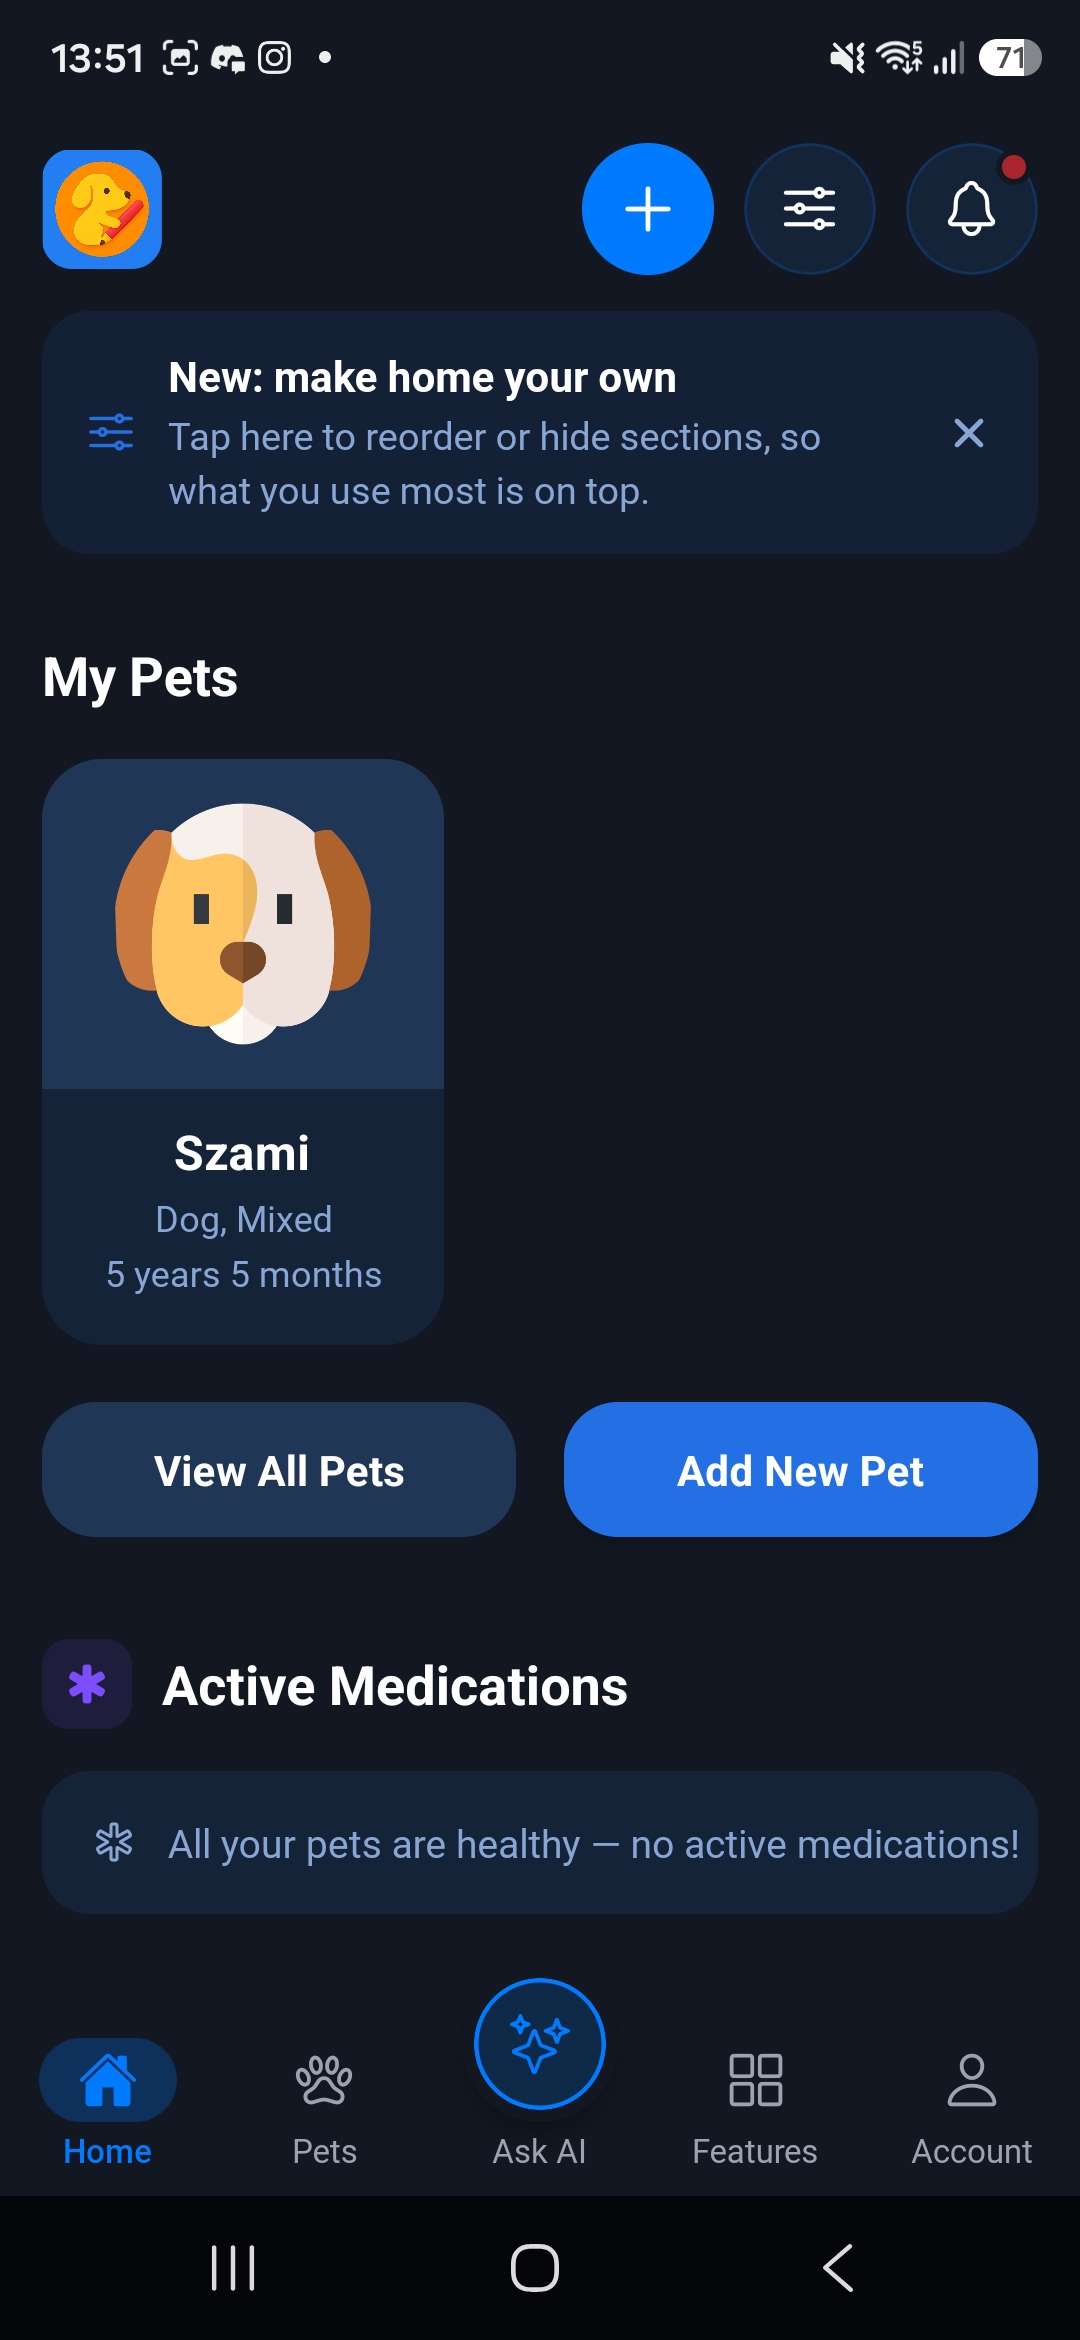 13:51
5
71
New: make home your own
Tap here to reorder or hide sections, so
what you use most is on top.
My Pets
Szami
Dog, Mixed
5 years 5 months
View All Pets
Add New Pet
Active Medications
All your pets are healthy — no active medications!
Home
Pets
Ask AI
Features
Account